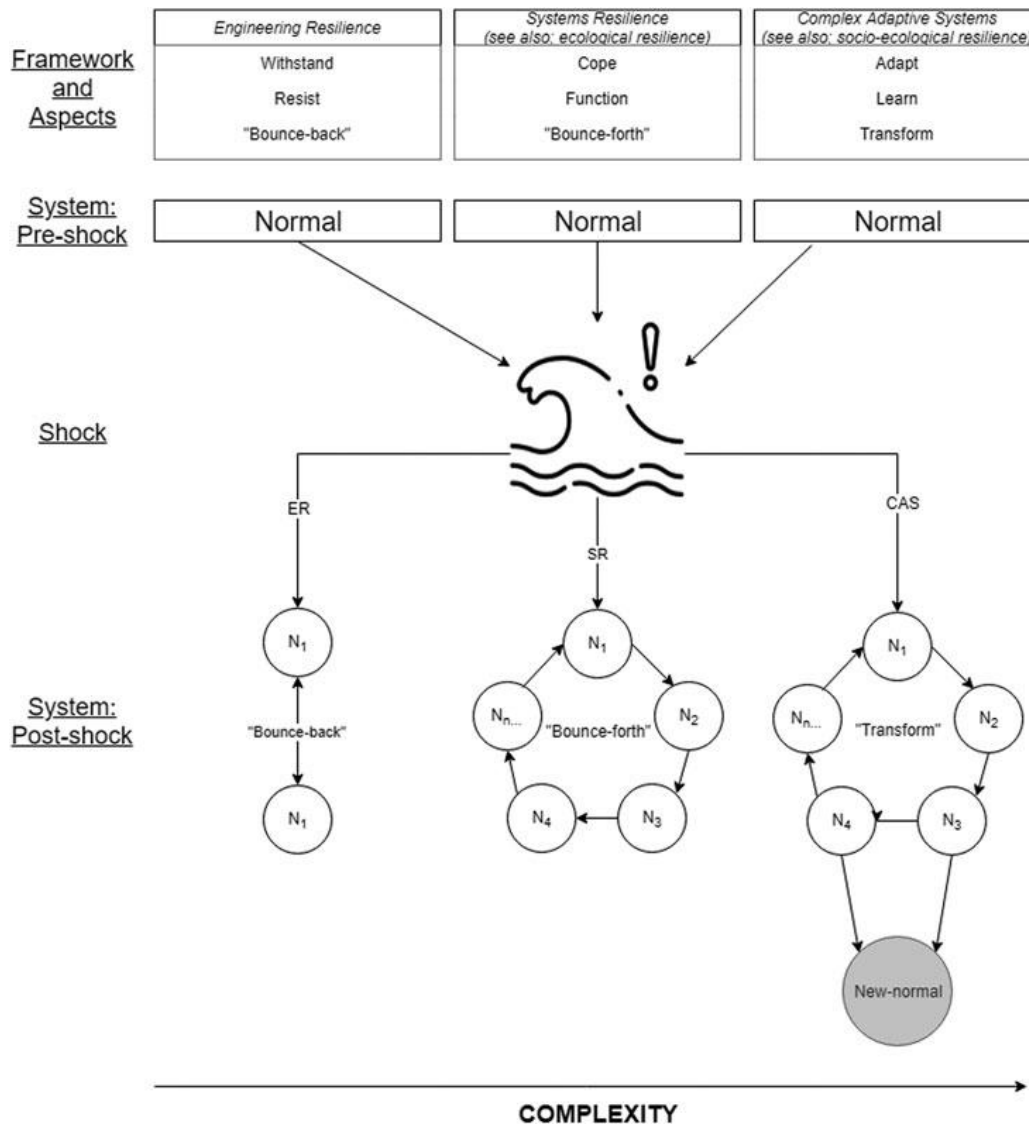 Framework
and
Aspects
Engineering Resilience
Withstand
Resist
"Bounce-back"
Systems Resilience
(see also; ecological resilience)
Cope
Function
"Bounce-forth"
Complex Adaptive Systems
(see also; socio-ecological resilience)
Adapt
Learn
Transform
System:
Pre-shock
Normal
Normal
Normal
Shock
!
ER
SR
CAS
System:
Post-shock
N₁
"Bounce-back"
N₁
N₁
N₂
N₃
N₄
Nₙ...
"Bounce-forth"
N₁
N₂
N₃
N₄
Nₙ...
"Transform"
New-normal
COMPLEXITY